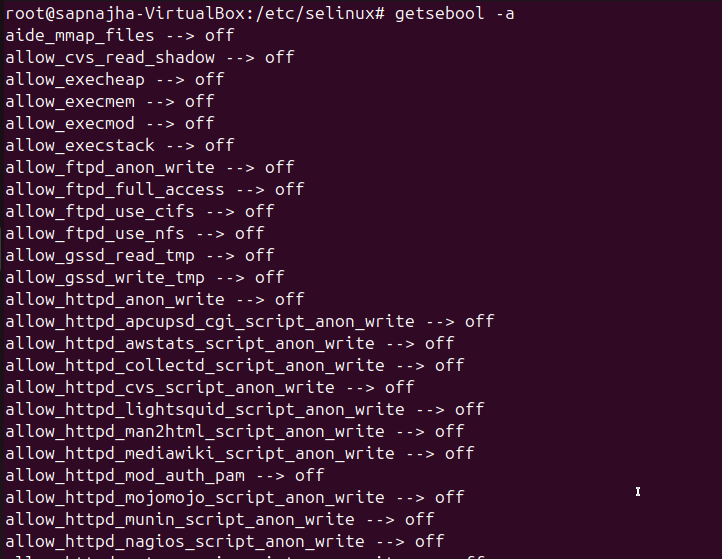 root@sapnajha-VirtualBox:/etc/selinux# getsebool -a
aide_mmap_files --> off
allow_cvs_read_shadow --> off
allow_execheap --> off
allow_execmem --> off
allow_execmod --> off
allow_execstack --> off
allow_ftpd_anon_write --> off
allow_ftpd_full_access --> off
allow_ftpd_use_cifs --> off
allow_ftpd_use_nfs --> off
allow_gssd_read_tmp --> off
allow_gssd_write_tmp --> off
allow_httpd_anon_write --> off
allow_httpd_apcupsd_cgi_script_anon_write --> off
allow_httpd_awstats_script_anon_write --> off
allow_httpd_collectd_script_anon_write --> off
allow_httpd_cvs_script_anon_write --> off
allow_httpd_lightsquid_script_anon_write --> off
allow_httpd_man2html_script_anon_write --> off
allow_httpd_mediawiki_script_anon_write --> off
allow_httpd_mod_auth_pam --> off
allow_httpd_mojomojo_script_anon_write --> off
allow_httpd_munin_script_anon_write --> off
allow_httpd_nagios_script_anon_write --> off